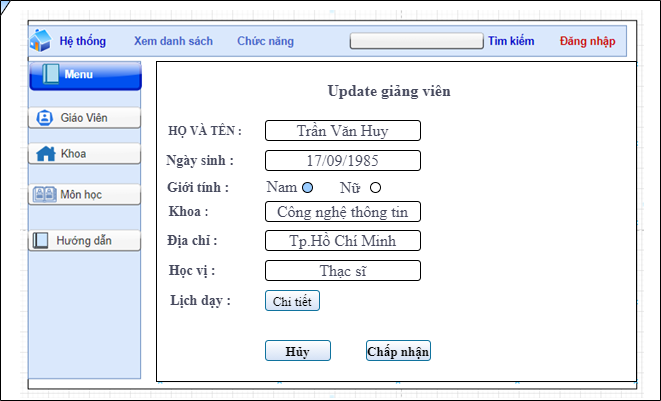 Hệ thống Xem danh sách Chức năng Tìm kiếm Đăng nhập
Menu
Giáo Viên
Khoa
Môn học
Hướng dẫn
Update giảng viên
HỌ VÀ TÊN : Trần Văn Huy
Ngày sinh : 17/09/1985
Giới tính : Nam Nữ
Khoa : Công nghệ thông tin
Địa chỉ : Tp.Hồ Chí Minh
Học vị : Thạc sĩ
Lịch dạy : Chi tiết
Hủy Chấp nhận